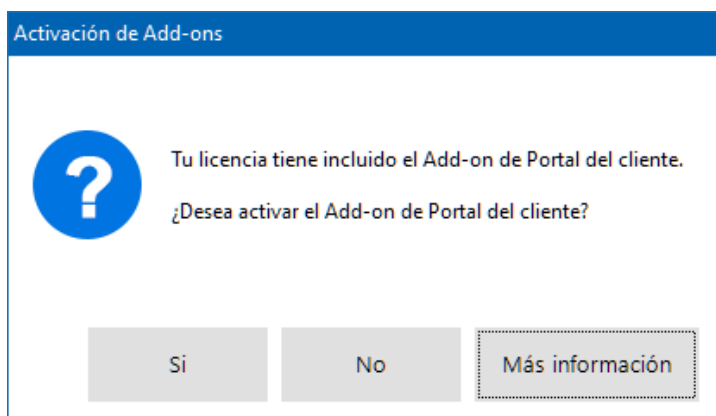 Activación de Add-ons
Tu licencia tiene incluido el Add-on de Portal del cliente.
¿Desea activar el Add-on de Portal del cliente?
Si
No
Más información